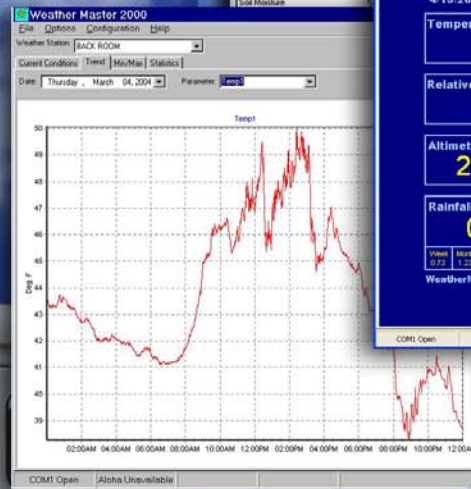 Soil Moisture
Weather Master 2000
File Options Configuration Help
Weather Station: BACK ROOM
Current Conditions Trend Min/Max Statistics
Date: Thursday , March 04, 2004 Parameter: Temp1
Temp1
50
49
48
47
46
45
44
43
42
41
40
39
Deg. F
02:00AM 04:00AM 06:00AM 08:00AM 10:00AM 12:00PM 02:00PM 04:00PM 06:00PM 08:00PM 10:00PM 12:00A
COM1 Open Aloha Unavailable
Temper
Relative
Altimet
2
Rainfal
Week
0.73
WeatherM
COM1 Open